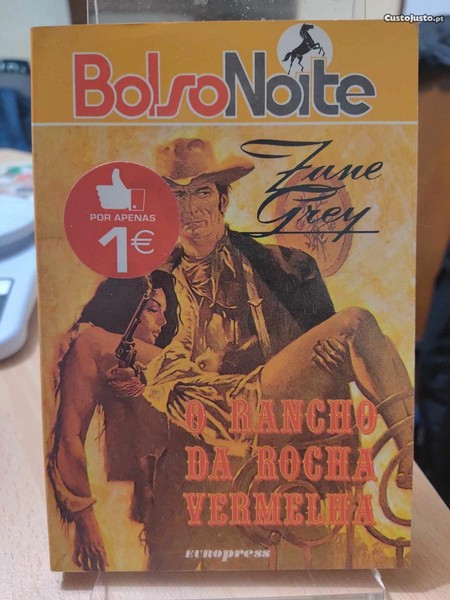 CustoJusto.pt
BolsoNoite
Zane
Grey
POR APENAS
1€
O RANCHO
DA ROCHA
VERMELHA
EUROpress